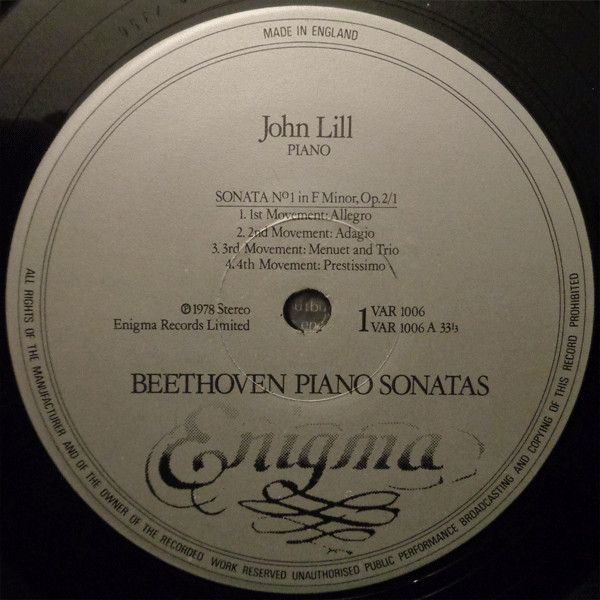 MADE IN ENGLAND
John Lill
PIANO
SONATA Nº1 in F Minor, Op.2/1
1. 1st Movement: Allegro
2. 2nd Movement: Adagio
3. 3rd Movement: Menuet and Trio
4. 4th Movement: Prestissimo
℗ 1978 Stereo
Enigma Records Limited
1 VAR 1006
VAR 1006 A 33⅓
BEETHOVEN PIANO SONATAS
Enigma
ALL RIGHTS OF THE MANUFACTURER AND OF THE OWNER OF THE RECORDED WORK RESERVED UNAUTHORISED PUBLIC PERFORMANCE BROADCASTING AND COPYING OF THIS RECORD PROHIBITED